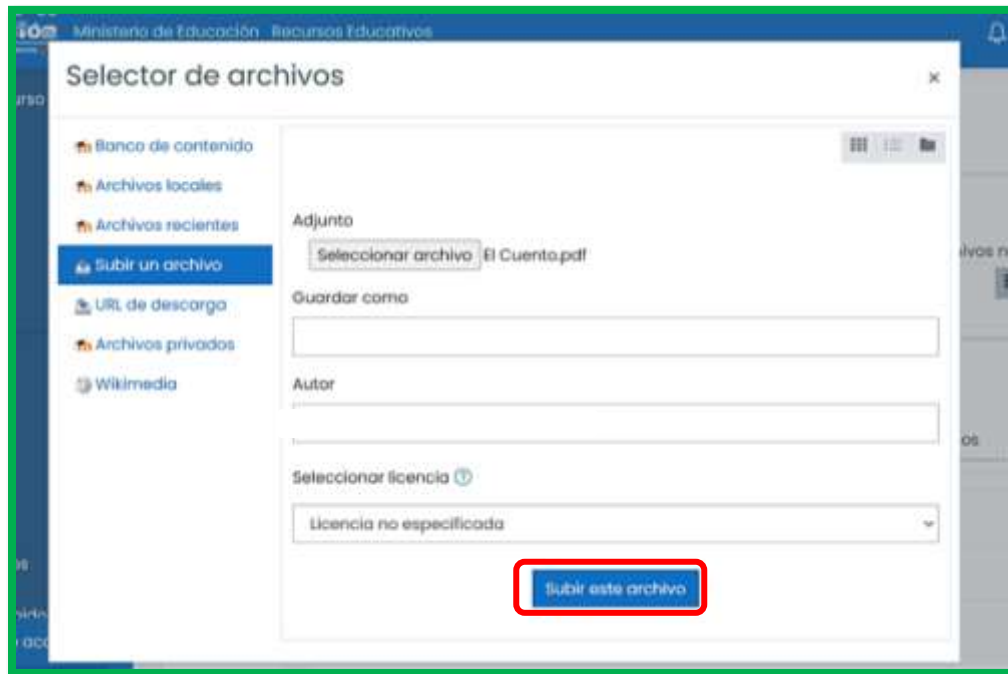 Ministerio de Educación Recursos Educativos
Selector de archivos
×
urso
Banco de contenido
Archivos locales
Archivos recientes
Subir un archivo
URL de descarga
Archivos privados
Wikimedia
Adjunto
Seleccionar archivo El Cuento.pdf
Guardar como
Autor
Seleccionar licencia
Licencia no especificada
Subir este archivo